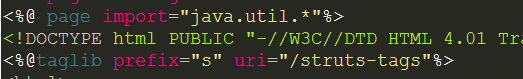 <%@ page import="java.util.*"%>
<!DOCTYPE html PUBLIC "-//W3C//DTD HTML 4.01 Tra
<%@taglib prefix="s" uri="/struts-tags"%>